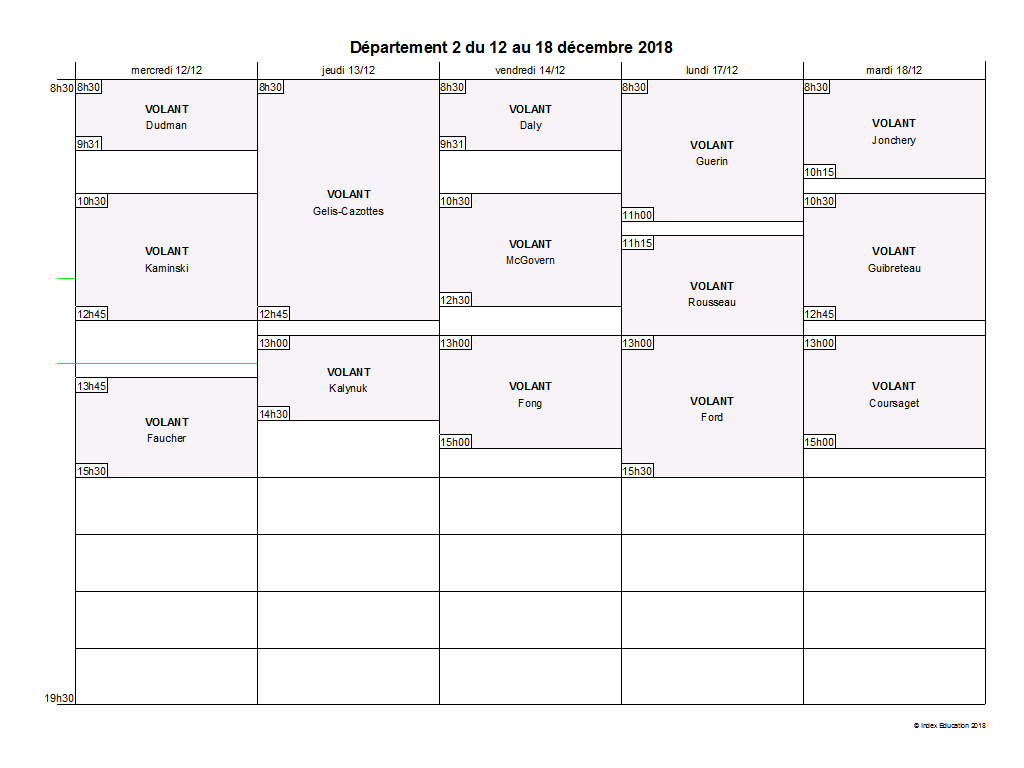 Département 2 du 12 au 18 décembre 2018
mercredi 12/12
jeudi 13/12
vendredi 14/12
lundi 17/12
mardi 18/12
8h30
8h30
VOLANT
Dudman
9h31
10h30
VOLANT
Kaminski
12h45
13h45
VOLANT
Faucher
15h30
8h30
VOLANT
Gelis-Cazottes
12h45
13h00
VOLANT
Kalynuk
14h30
8h30
VOLANT
Daly
9h31
10h30
VOLANT
McGovern
12h30
13h00
VOLANT
Fong
15h00
8h30
VOLANT
Guerin
11h00
11h15
VOLANT
Rousseau
13h00
VOLANT
Ford
15h30
8h30
VOLANT
Jonchery
10h15
10h30
VOLANT
Guibreteau
12h45
13h00
VOLANT
Coursaget
15h00
19h30
© Index Education 2018